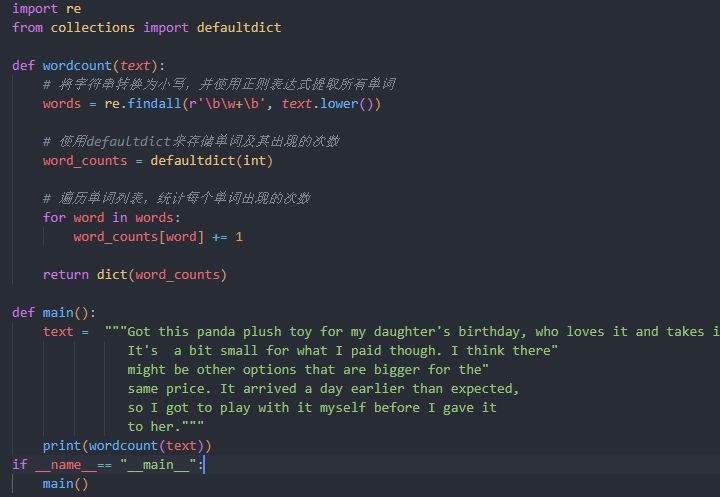 import re
from collections import defaultdict
def wordcount(text):
# 将字符串转换为小写，并使用正则表达式提取所有单词
words = re.findall(r'\b\w+\b', text.lower())
# 使用defaultdict来存储单词及其出现的次数
word_counts = defaultdict(int)
# 遍历单词列表，统计每个单词出现的次数
for word in words:
word_counts[word] += 1
return dict(word_counts)
def main():
text =  """Got this panda plush toy for my daughter's birthday, who loves it and takes i
It's  a bit small for what I paid though. I think there"
might be other options that are bigger for the"
same price. It arrived a day earlier than expected,
so I got to play with it myself before I gave it
to her."""
print(wordcount(text))
if __name__== "__main__":
main()